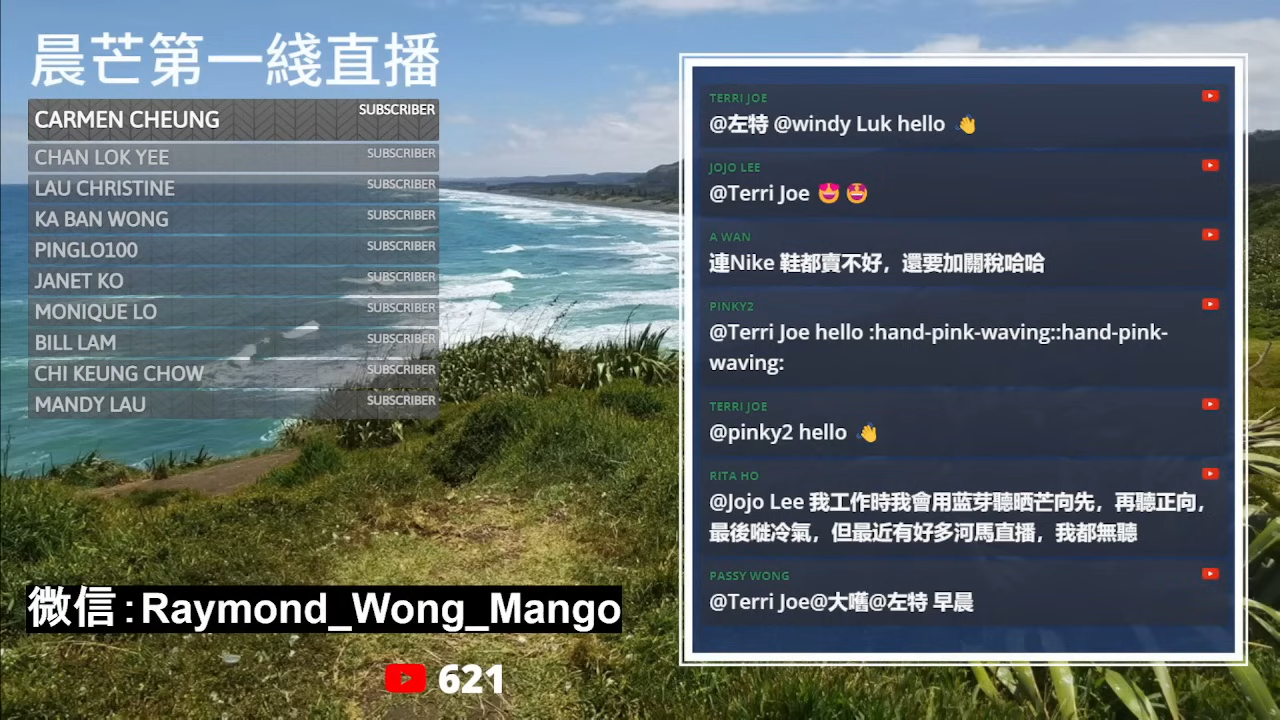 晨芒第一綫直播
CARMEN CHEUNG SUBSCRIBER
CHAN LOK YEE SUBSCRIBER
LAU CHRISTINE SUBSCRIBER
KA BAN WONG SUBSCRIBER
PINGLO100 SUBSCRIBER
JANET KO SUBSCRIBER
MONIQUE LO SUBSCRIBER
BILL LAM SUBSCRIBER
CHI KEUNG CHOW SUBSCRIBER
MANDY LAU SUBSCRIBER
微信:Raymond_Wong_Mango
621
TERRI JOE
@左特 @windy Luk hello 👋
JOJO LEE
@Terri Joe 😍🤩
A WAN
連Nike 鞋都賣不好，還要加關稅哈哈
PINKY2
@Terri Joe hello :hand-pink-waving::hand-pink-
waving:
TERRI JOE
@pinky2 hello 👋
RITA HO
@Jojo Lee 我工作時我會用蓝芽聽晒芒向先，再聽正向，
最後嘥冷氣，但最近有好多河馬直播，我都無聽
PASSY WONG
@Terri Joe@大嚿@左特 早晨